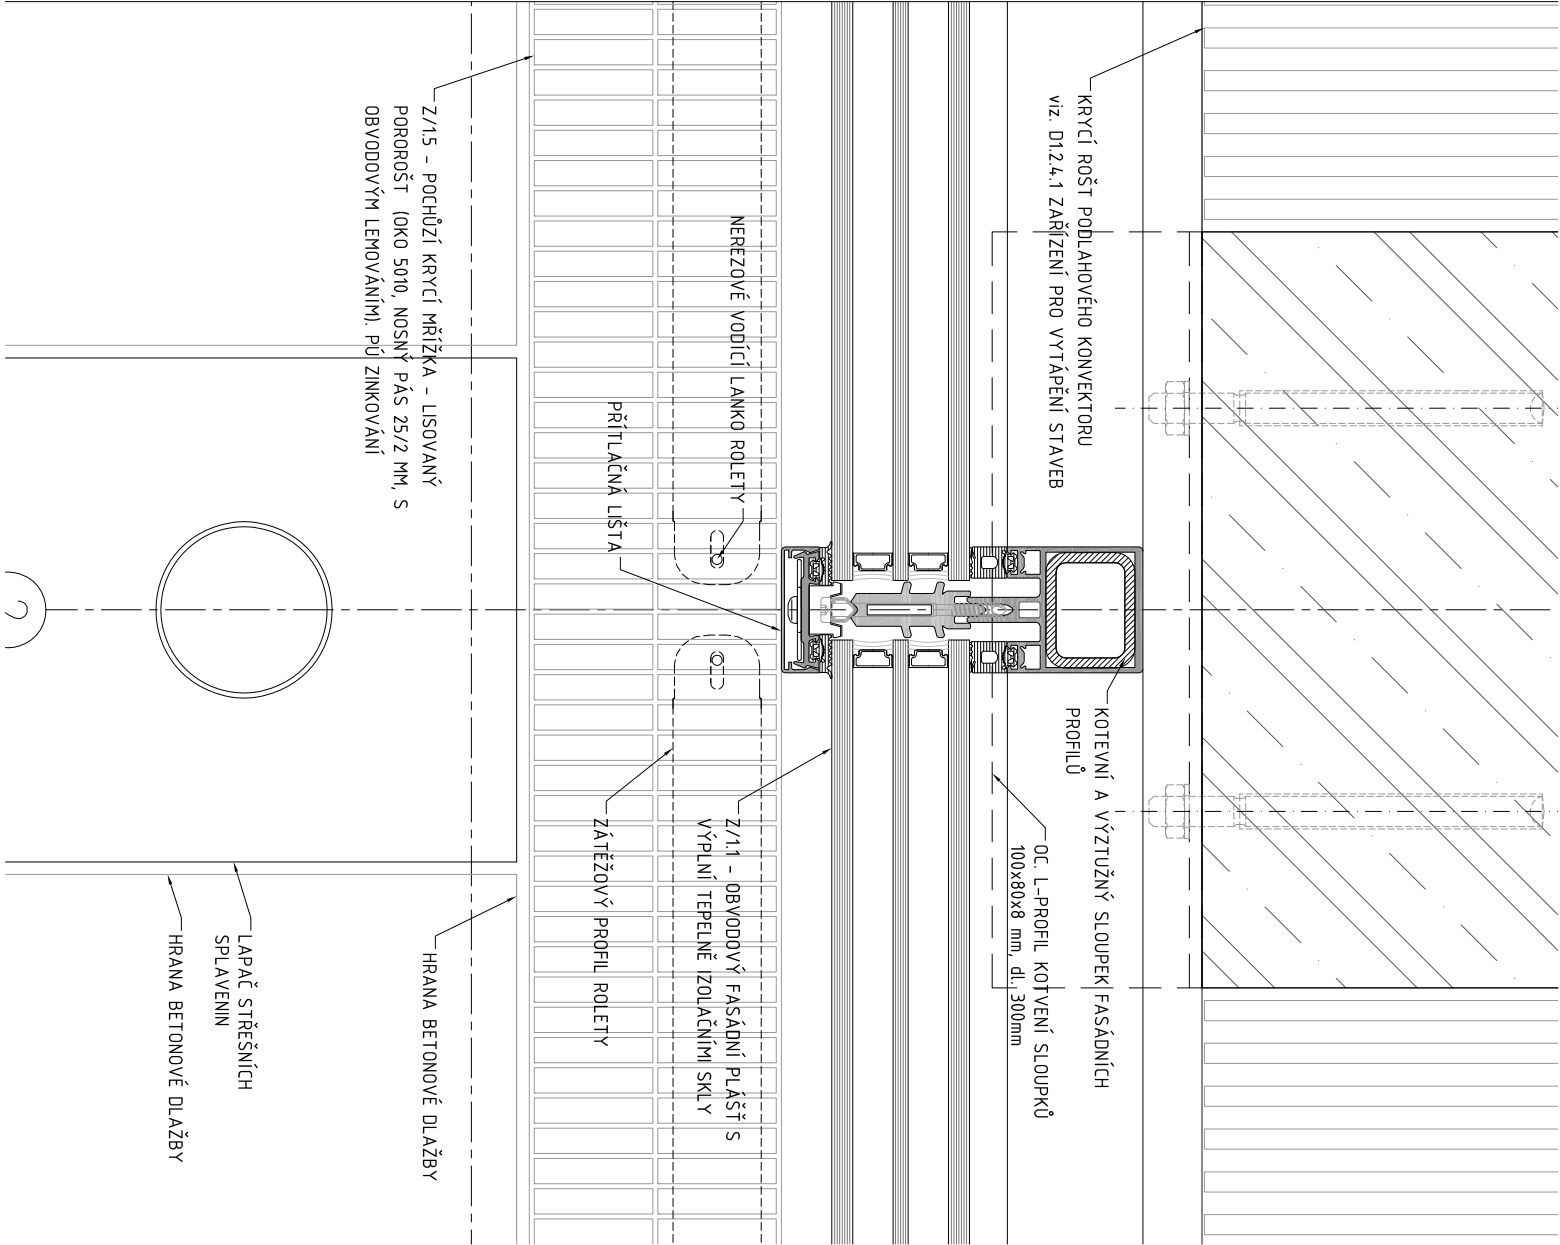 KRYCÍ ROŠT PODLAHOVÉHO KONVEKTORU
viz. D1.2.4.1 ZAŘÍZENÍ PRO VYTÁPĚNÍ STAVEB
KOTEVNÍ A VÝZTUŽNÝ SLOUPEK FASÁDNÍCH
PROFILŮ
OC. L-PROFIL KOTVENÍ SLOUPKŮ
100x80x8 mm, dl. 300mm
NEREZOVÉ VODÍCÍ LANKO ROLETY
PŘÍTLAČNÁ LIŠTA
Z/1.1 - OBVODOVÝ FASÁDNÍ PLÁŠŤ S
VÝPLNÍ TEPELNĚ IZOLAČNÍMI SKLY
ZÁTĚŽOVÝ PROFIL ROLETY
Z/1.5 - POCHŮZÍ KRYCÍ MŘÍŽKA - LISOVANÝ
POROROŠT (OKO 5010, NOSNÝ PÁS 25/2 MM, S
OBVODOVÝM LEMOVÁNÍM). PÚ ZINKOVÁNÍ
HRANA BETONOVÉ DLAŽBY
LAPAČ STŘEŠNÍCH
SPLAVENIN
HRANA BETONOVÉ DLAŽBY
2